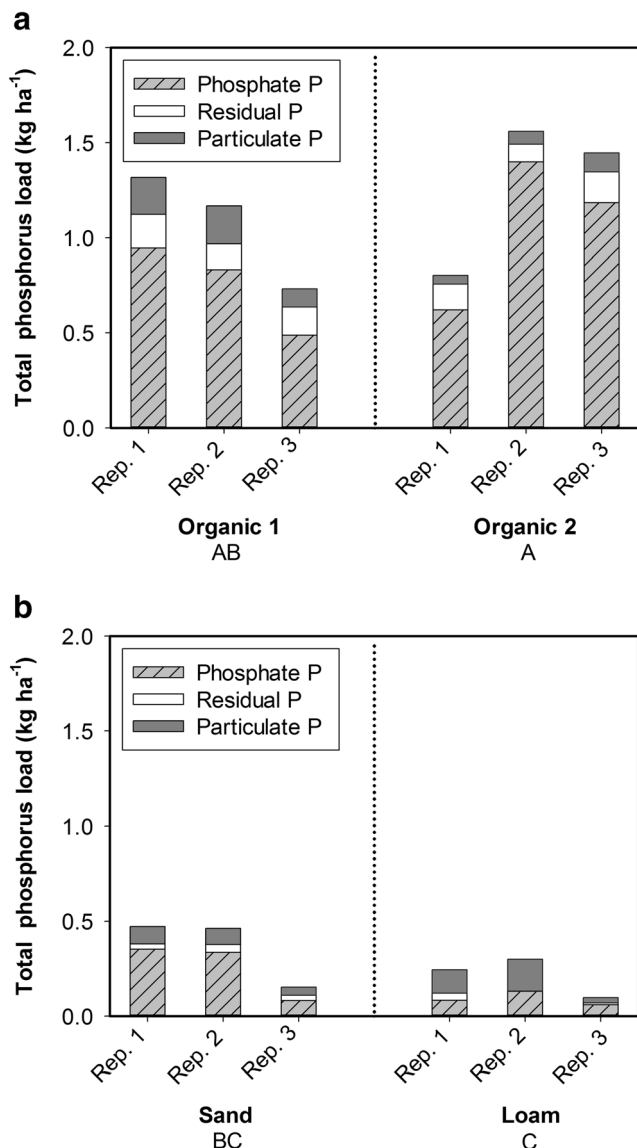 a
Total phosphorus load (kg ha⁻¹)
2.0
1.5
1.0
0.5
0.0
Phosphate P
Residual P
Particulate P
Rep. 1
Rep. 2
Rep. 3
Rep. 1
Rep. 2
Rep. 3
Organic 1
Organic 2
AB
A
b
Total phosphorus load (kg ha⁻¹)
2.0
1.5
1.0
0.5
0.0
Phosphate P
Residual P
Particulate P
Rep. 1
Rep. 2
Rep. 3
Rep. 1
Rep. 2
Rep. 3
Sand
Loam
BC
C